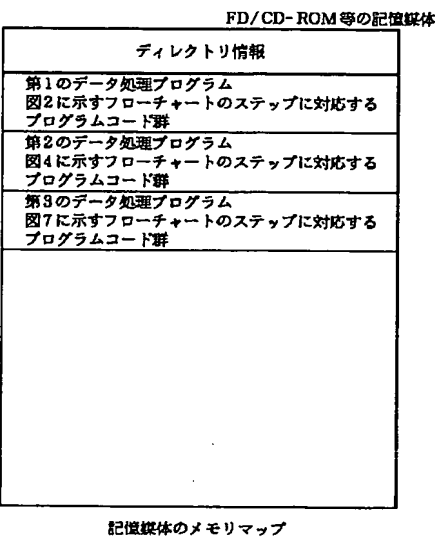 FD/CD-ROM等の記憶媒体
ディレクトリ情報
第1のデータ処理プログラム
図2に示すフローチャートのステップに対応する
プログラムコード群
第2のデータ処理プログラム
図4に示すフローチャートのステップに対応する
プログラムコード群
第3のデータ処理プログラム
図7に示すフローチャートのステップに対応する
プログラムコード群
記憶媒体のメモリマップ